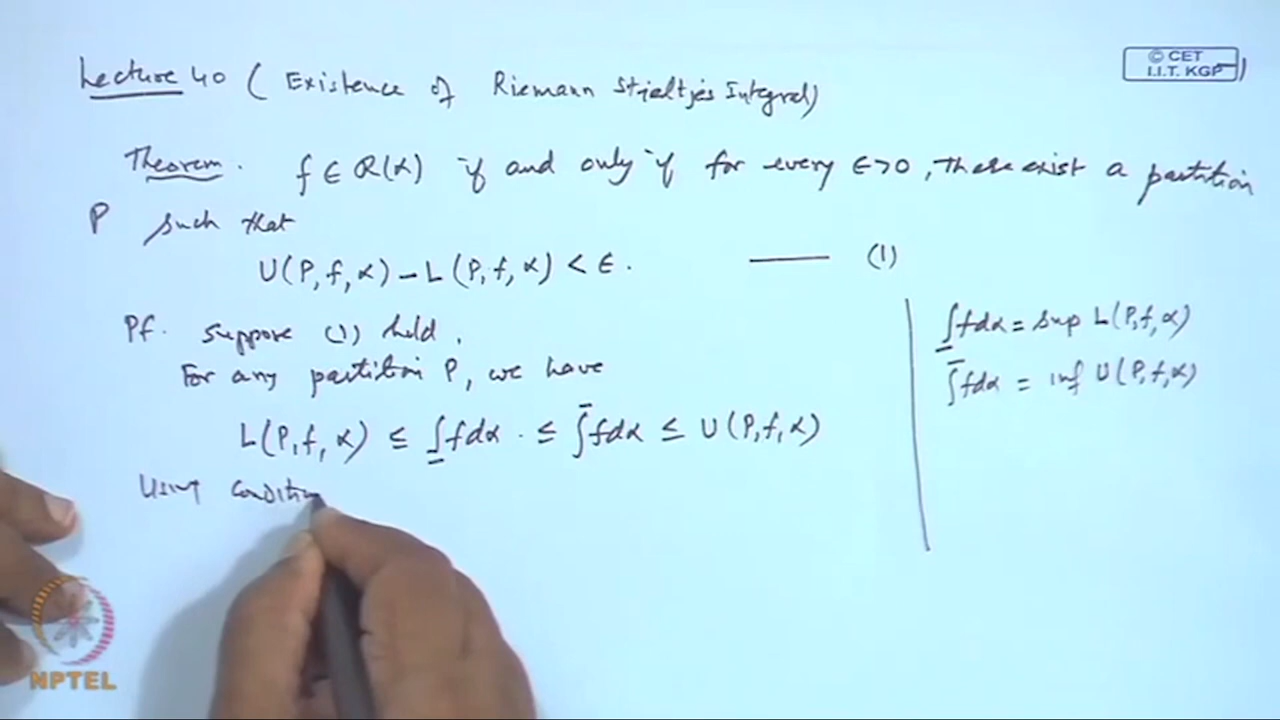 Lecture 40 ( Existence of Riemann Stieltjes Integral)
© CET
I.I.T. KGP
Theorem. f ∈ R(α) if and only if for every ϵ>0, There exist a partition
P such that
U(P, f, α) – L(P, f, α) < ϵ. —— (1)
Pf. Suppose (1) hold.
For any partition P, we have
L(P, f, α) ≤ ∫̲fdα . ≤ ∫̄fdα ≤ U(P, f, α)
Using Condition
∫̲fdα = sup L(P, f, α)
∫̄fdα = inf U(P, f, α)
NPTEL